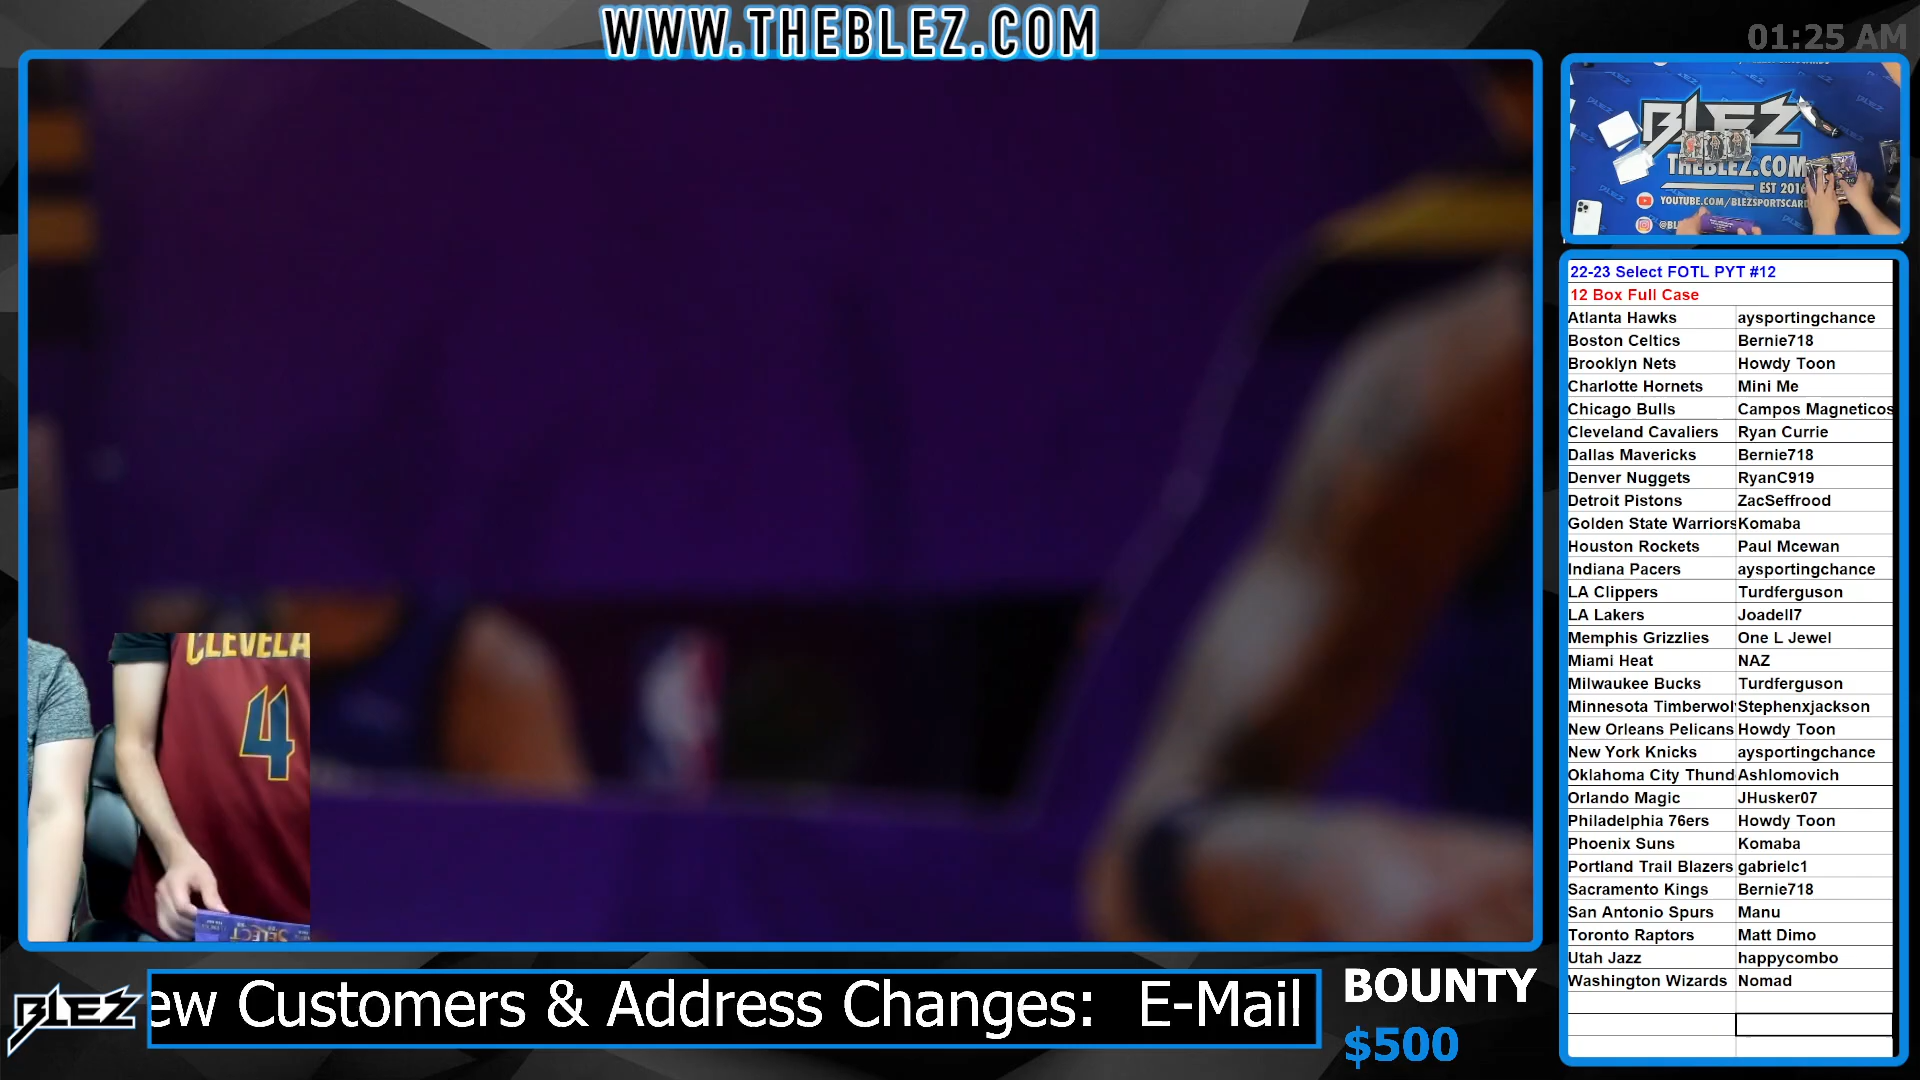 WWW.THEBLEZ.COM
01:25 AM
BLEZ
THEBLEZ.COM
EST 2016
YOUTUBE.COM/BLEZSPORTSCARD
@BL
22-23 Select FOTL PYT #12
12 Box Full Case
Atlanta Hawks aysportingchance
Boston Celtics Bernie718
Brooklyn Nets Howdy Toon
Charlotte Hornets Mini Me
Chicago Bulls Campos Magneticos
Cleveland Cavaliers Ryan Currie
Dallas Mavericks Bernie718
Denver Nuggets RyanC919
Detroit Pistons ZacSeffrood
Golden State Warriors Komaba
Houston Rockets Paul Mcewan
Indiana Pacers aysportingchance
LA Clippers Turdferguson
LA Lakers Joadell7
Memphis Grizzlies One L Jewel
Miami Heat NAZ
Milwaukee Bucks Turdferguson
Minnesota Timberwol Stephenxjackson
New Orleans Pelicans Howdy Toon
New York Knicks aysportingchance
Oklahoma City Thund Ashlomovich
Orlando Magic JHusker07
Philadelphia 76ers Howdy Toon
Phoenix Suns Komaba
Portland Trail Blazers gabrielc1
Sacramento Kings Bernie718
San Antonio Spurs Manu
Toronto Raptors Matt Dimo
Utah Jazz happycombo
Washington Wizards Nomad
CLEVELA
4
SELECT
BLEZ
ew Customers & Address Changes: E-Mail
BOUNTY
$500